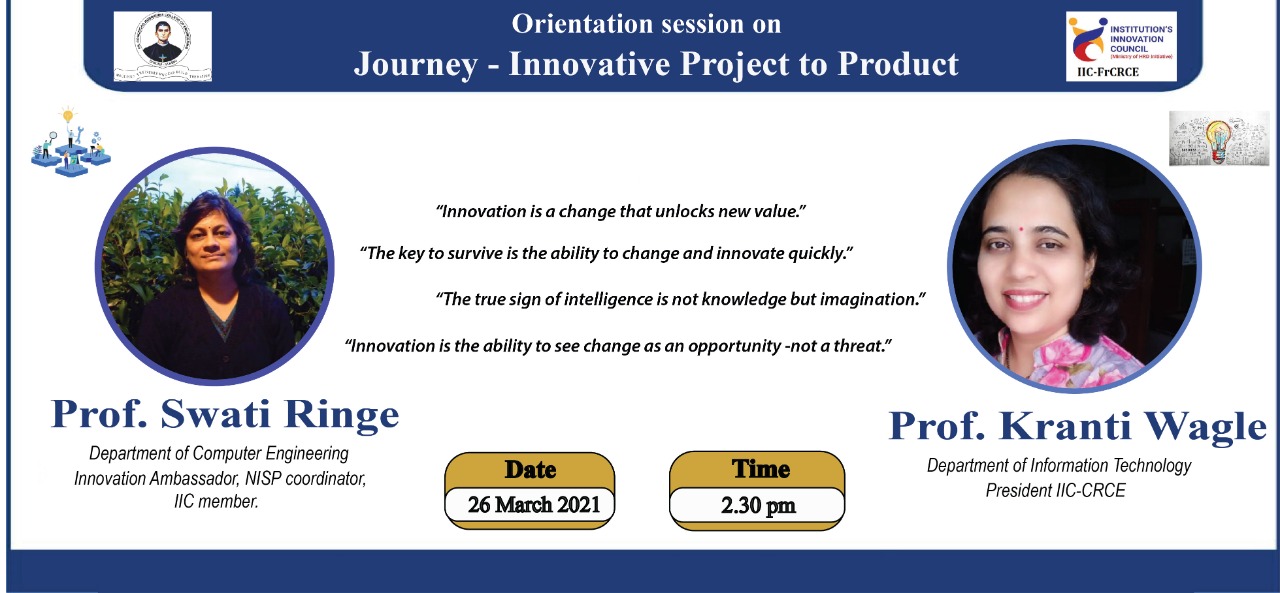 Orientation session on
Journey - Innovative Project to Product
INSTITUTION'S
INNOVATION
COUNCIL
(Ministry of HRD Initiative)
IIC-FrCRCE
“Innovation is a change that unlocks new value.”
“The key to survive is the ability to change and innovate quickly.”
“The true sign of intelligence is not knowledge but imagination.”
“Innovation is the ability to see change as an opportunity -not a threat.”
Prof. Swati Ringe
Department of Computer Engineering
Innovation Ambassador, NISP coordinator,
IIC member.
Date
26 March 2021
Time
2.30 pm
Prof. Kranti Wagle
Department of Information Technology
President IIC-CRCE